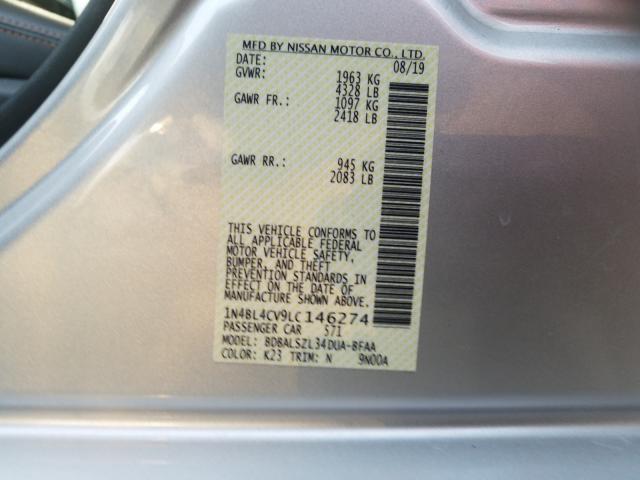 MFD BY NISSAN MOTOR CO., LTD.
DATE: 08/19
GVWR: 1963 KG
4328 LB
GAWR FR.: 1097 KG
2418 LB
GAWR RR.: 945 KG
2083 LB
THIS VEHICLE CONFORMS TO
ALL APPLICABLE FEDERAL
MOTOR VEHICLE SAFETY,
BUMPER, AND THEFT
PREVENTION STANDARDS IN
EFFECT ON THE DATE OF
MANUFACTURE SHOWN ABOVE.
1N4BL4CV9LC146274
PASSENGER CAR 571
MODEL: BDBALSZL34DUA-BFAA
COLOR: K23 TRIM: N 9N00A